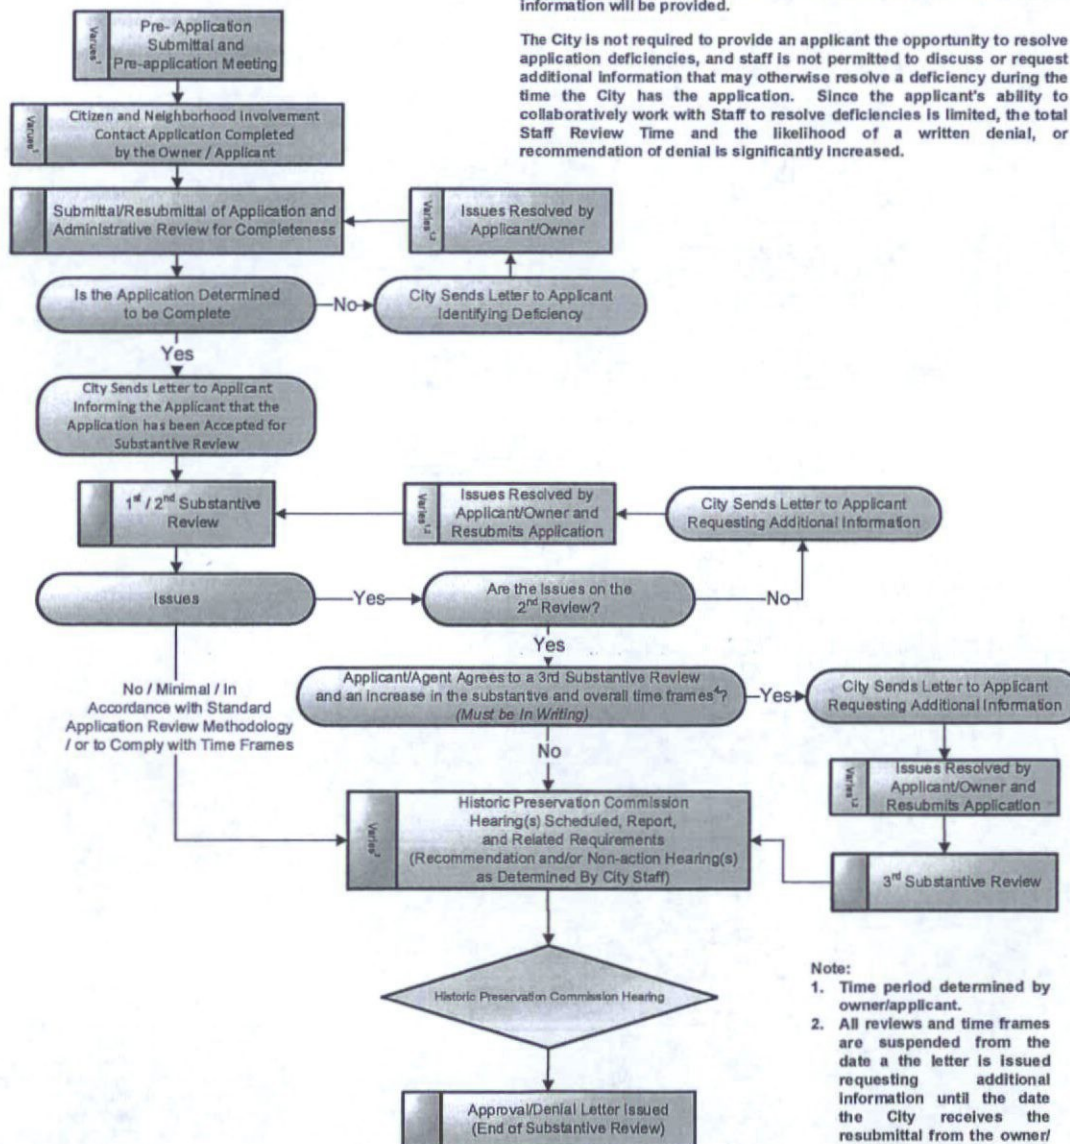 information will be provided.
The City is not required to provide an applicant the opportunity to resolve
application deficiencies, and staff is not permitted to discuss or request
additional information that may otherwise resolve a deficiency during the
time the City has the application. Since the applicant's ability to
collaboratively work with Staff to resolve deficiencies is limited, the total
Staff Review Time and the likelihood of a written denial, or
recommendation of denial is significantly increased.
Varies¹
Pre- Application
Submittal and
Pre-application Meeting
Varies¹
Citizen and Neighborhood Involvement
Contact Application Completed
by the Owner / Applicant
Submittal/Resubmittal of Application and
Administrative Review for Completeness
Varies¹,²
Issues Resolved by
Applicant/Owner
Is the Application Determined
to be Complete
No
City Sends Letter to Applicant
Identifying Deficiency
Yes
City Sends Letter to Applicant
Informing the Applicant that the
Application has been Accepted for
Substantive Review
1st / 2nd Substantive
Review
Varies¹,²
Issues Resolved by
Applicant/Owner and
Resubmits Application
City Sends Letter to Applicant
Requesting Additional Information
Issues
Yes
Are the Issues on the
2nd Review?
No
Yes
No / Minimal / In
Accordance with Standard
Application Review Methodology
/ or to Comply with Time Frames
Applicant/Agent Agrees to a 3rd Substantive Review
and an increase in the substantive and overall time frames⁴?
(Must be In Writing)
Yes
City Sends Letter to Applicant
Requesting Additional Information
No
Varies¹,²
Issues Resolved by
Applicant/Owner and
Resubmits Application
Varies
Historic Preservation Commission
Hearing(s) Scheduled, Report,
and Related Requirements
(Recommendation and/or Non-action Hearing(s)
as Determined By City Staff)
3rd Substantive Review
Historic Preservation Commission Hearing
Approval/Denial Letter Issued
(End of Substantive Review)
Note:
1. Time period determined by
owner/applicant.
2. All reviews and time frames
are suspended from the
date a the letter is issued
requesting additional
information until the date
the City receives the
resubmittal from the owner/